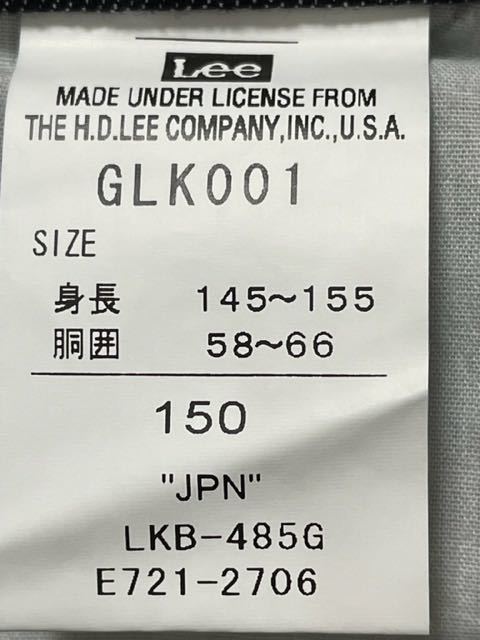 Lee
MADE UNDER LICENSE FROM
THE H.D.LEE COMPANY,INC.,U.S.A.
GLK001
SIZE
身長 145~155
胴囲 58~66
150
"JPN"
LKB-485G
E721-2706